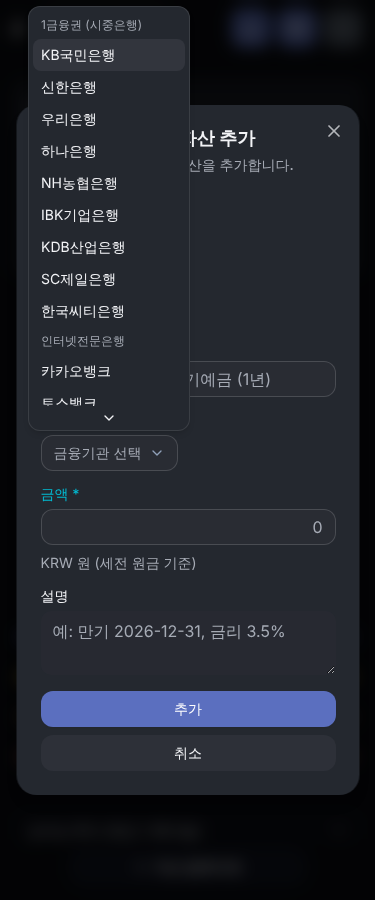 1금융권 (시중은행)
KB국민은행
신한은행
우리은행
하나은행
NH농협은행
IBK기업은행
KDB산업은행
SC제일은행
한국씨티은행
인터넷전문은행
카카오뱅크
토스뱅크
추가
산을 추가합니다.
예금 (1년)
금융기관 선택
금액 *
0
KRW 원 (세전 원금 기준)
설명
예: 만기 2026-12-31, 금리 3.5%
추가
취소